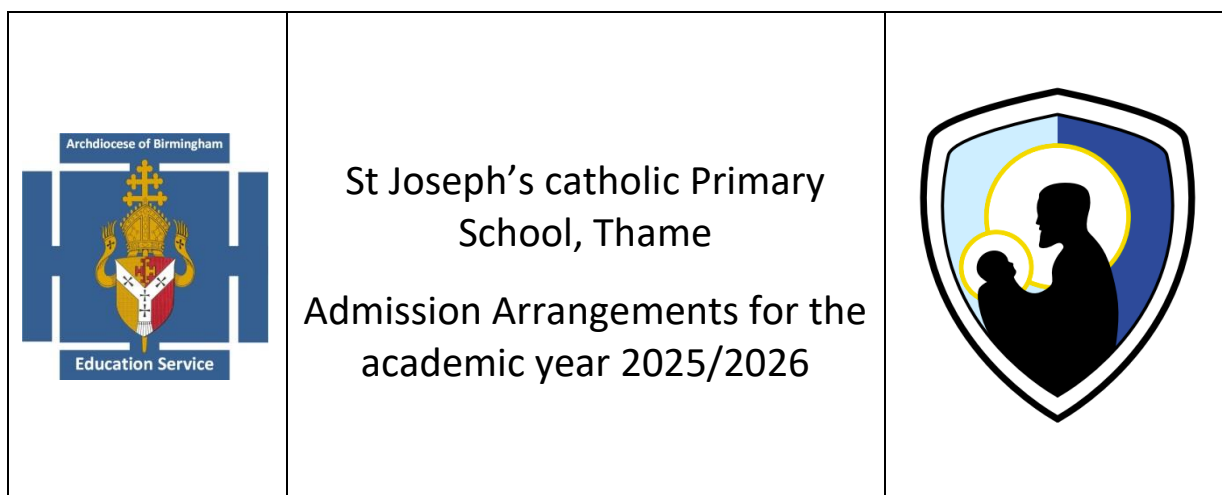 Archdiocese of Birmingham
Education Service
St Joseph’s catholic Primary
School, Thame
Admission Arrangements for the
academic year 2025/2026